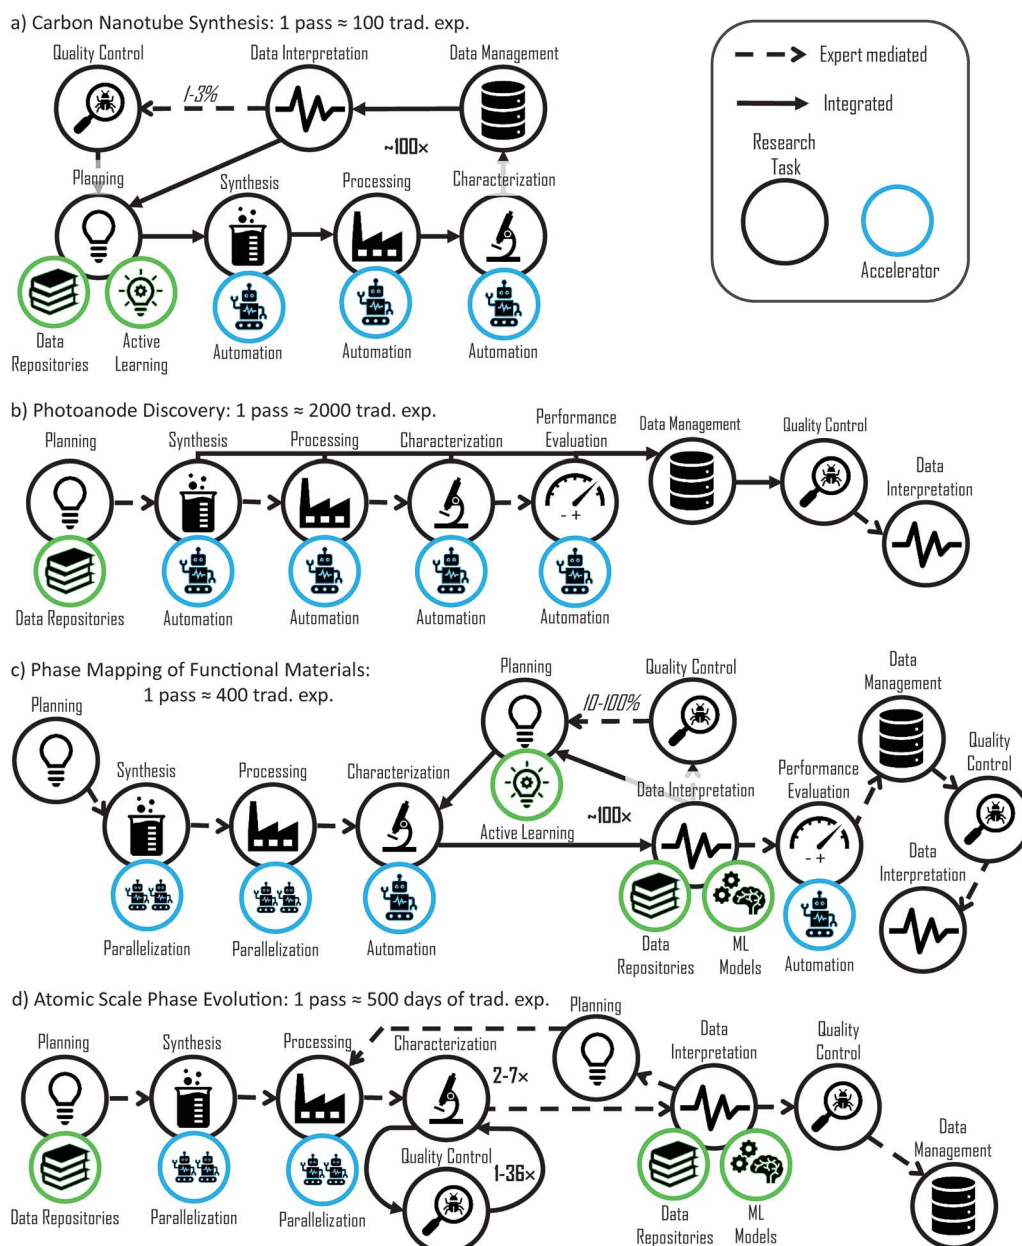 a) Carbon Nanotube Synthesis: 1 pass ≈ 100 trad. exp.
Quality Control
Data Interpretation
Data Management
1-3%
~100×
Planning
Synthesis
Processing
Characterization
Data
Repositories
Active
Learning
Automation
Automation
Automation
Expert mediated
Integrated
Research
Task
Accelerator
b) Photoanode Discovery: 1 pass ≈ 2000 trad. exp.
Planning
Synthesis
Processing
Characterization
Performance
Evaluation
Data Management
Quality Control
Data
Interpretation
- +
Data Repositories
Automation
Automation
Automation
Automation
c) Phase Mapping of Functional Materials:
1 pass ≈ 400 trad. exp.
Planning
Synthesis
Processing
Characterization
Planning
Quality Control
10-100%
Active Learning
~100×
Data Interpretation
Performance
Evaluation
Data
Management
Quality
Control
Data
Interpretation
- +
Parallelization
Parallelization
Automation
Data
Repositories
ML
Models
Automation
d) Atomic Scale Phase Evolution: 1 pass ≈ 500 days of trad. exp.
Planning
Synthesis
Processing
Characterization
Planning
Data
Interpretation
Quality
Control
Data
Management
2-7×
Quality Control
1-36×
Data Repositories
Parallelization
Parallelization
Data
Repositories
ML
Models